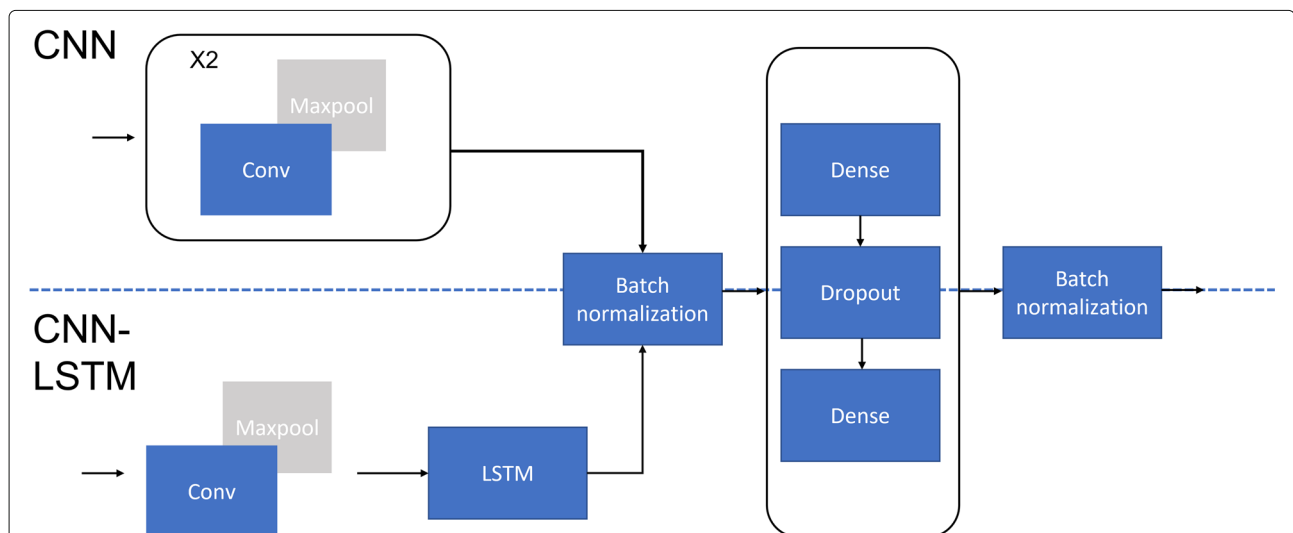 CNN
X2
Maxpool
Conv
Dense
Batch
normalization
Dropout
Batch
normalization
CNN-
LSTM
Maxpool
Conv
LSTM
Dense